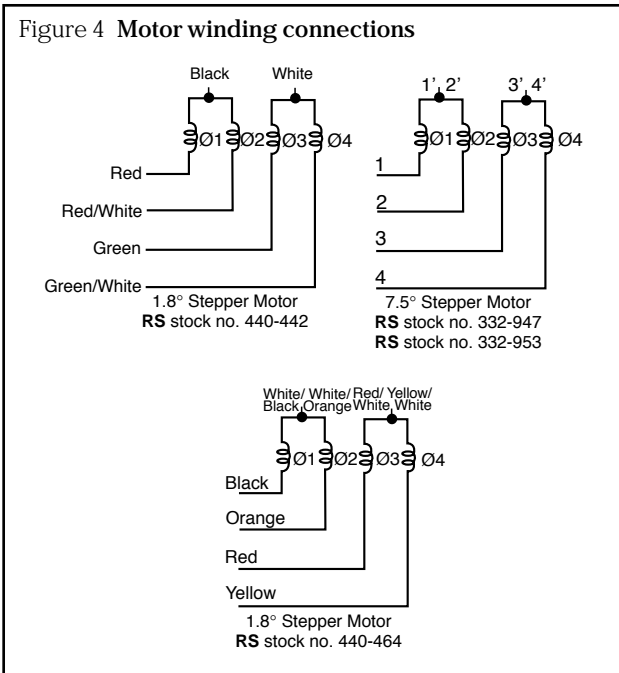 Figure 4 Motor winding connections
Black White
Ø1 Ø2 Ø3 Ø4
Red
Red/White
Green
Green/White
1.8° Stepper Motor
RS stock no. 440-442
1’ 2’ 3’ 4’
Ø1 Ø2 Ø3 Ø4
1
2
3
4
7.5° Stepper Motor
RS stock no. 332-947
RS stock no. 332-953
White/ White/ Red/ Yellow/
Black Orange White White
Ø1 Ø2 Ø3 Ø4
Black
Orange
Red
Yellow
1.8° Stepper Motor
RS stock no. 440-464